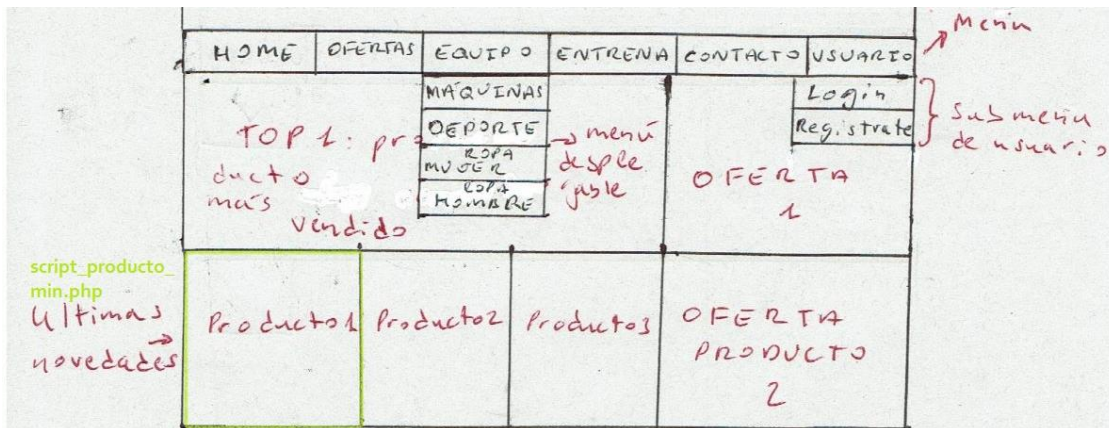 Menu
HOME OFERTAS EQUIPO ENTRENA CONTACTO USUARIO
MÁQUINAS
DEPORTE
ROPA
MUJER
ROPA
HOMBRE
→ menú
desple
gable
Login
Registrate
Submenu
de usuario
TOP 1: pro
ducto
más
vendido
OFERTA
1
script_producto_
min.php
Ultimas
novedades
Producto1 Producto2 Producto3
OFERTA
PRODUCTO
2